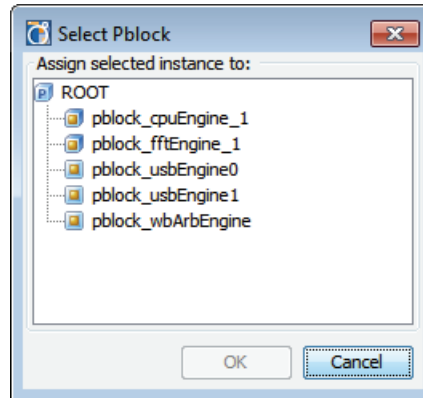 Select Pblock
Assign selected instance to:
ROOT
pblock_cpuEngine_1
pblock_fftEngine_1
pblock_usbEngine0
pblock_usbEngine1
pblock_wbArbEngine
OK Cancel